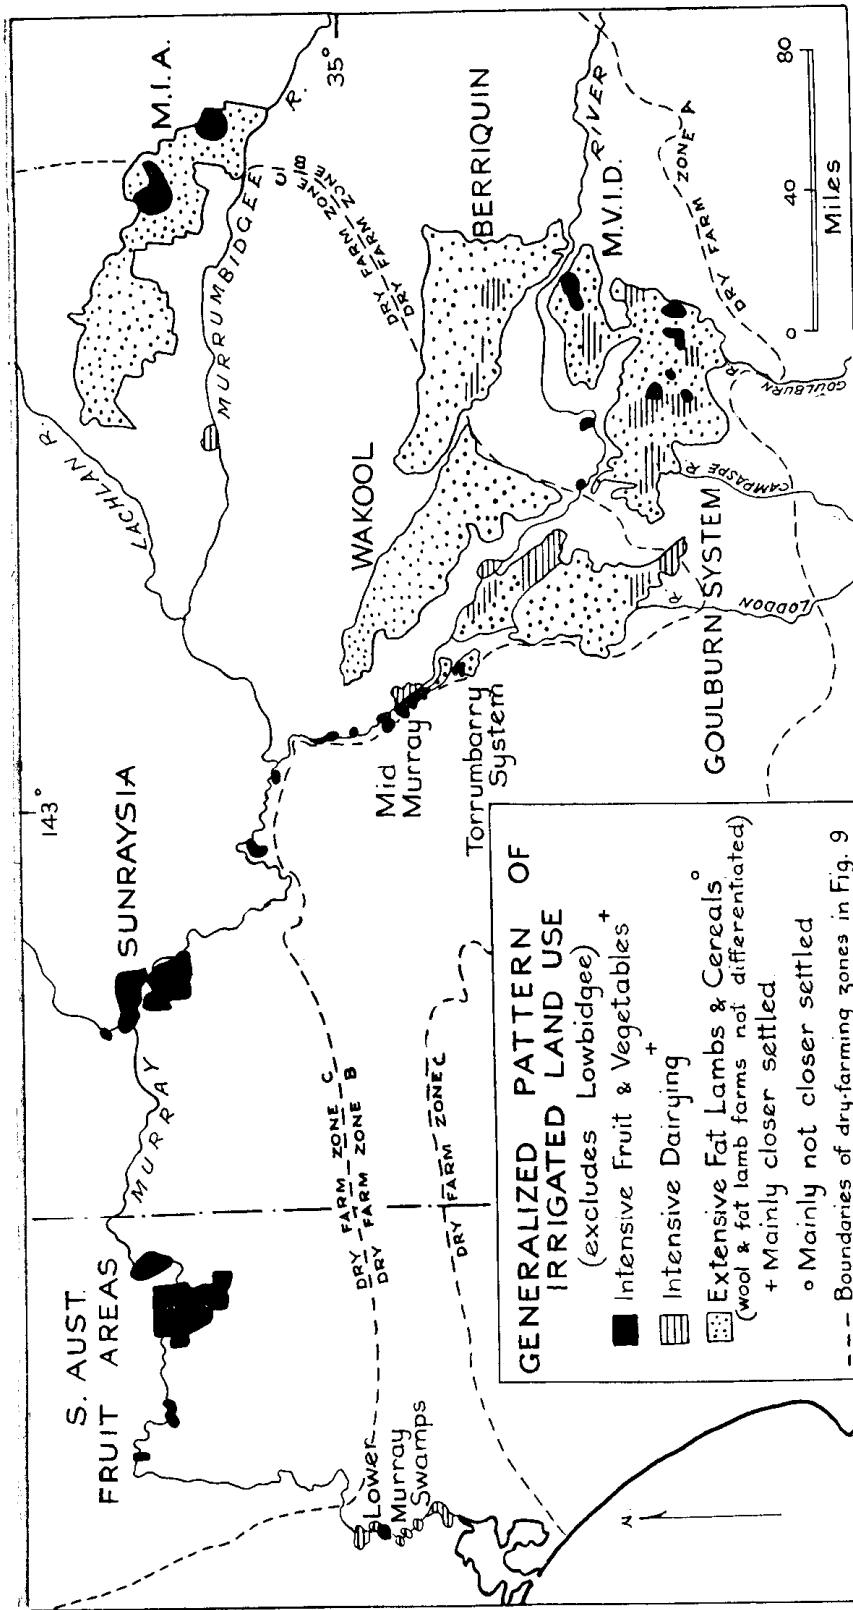 S. AUST.
FRUIT AREAS
MURRAY
SUNRAYSIA
143°
LACHLAN R.
MURRUMBIDGEE R.
M.I.A.
35°
DRY FARM ZONE B
DRY FARM ZONE C
BERRIQUIN
WAKOOL
RIVER
M.V.I.D.
DRY FARM ZONE A
GOULBURN R.
CAMPASPE R.
LODDON R.
GOULBURN SYSTEM
Mid
Murray
Torrumbarry
System
DRY FARM ZONE C
DRY FARM ZONE B
DRY FARM ZONE C
Lower
Murray
Swamps
N
0 40 80
Miles
GENERALIZED PATTERN OF
IRRIGATED LAND USE
(excludes Lowbidgee)
Intensive Fruit & Vegetables+
Intensive Dairying+
Extensive Fat Lambs & Cereals°
(wool & fat lamb farms not differentiated)
+ Mainly closer settled
° Mainly not closer settled
--- Boundaries of dry-farming zones in Fig. 9